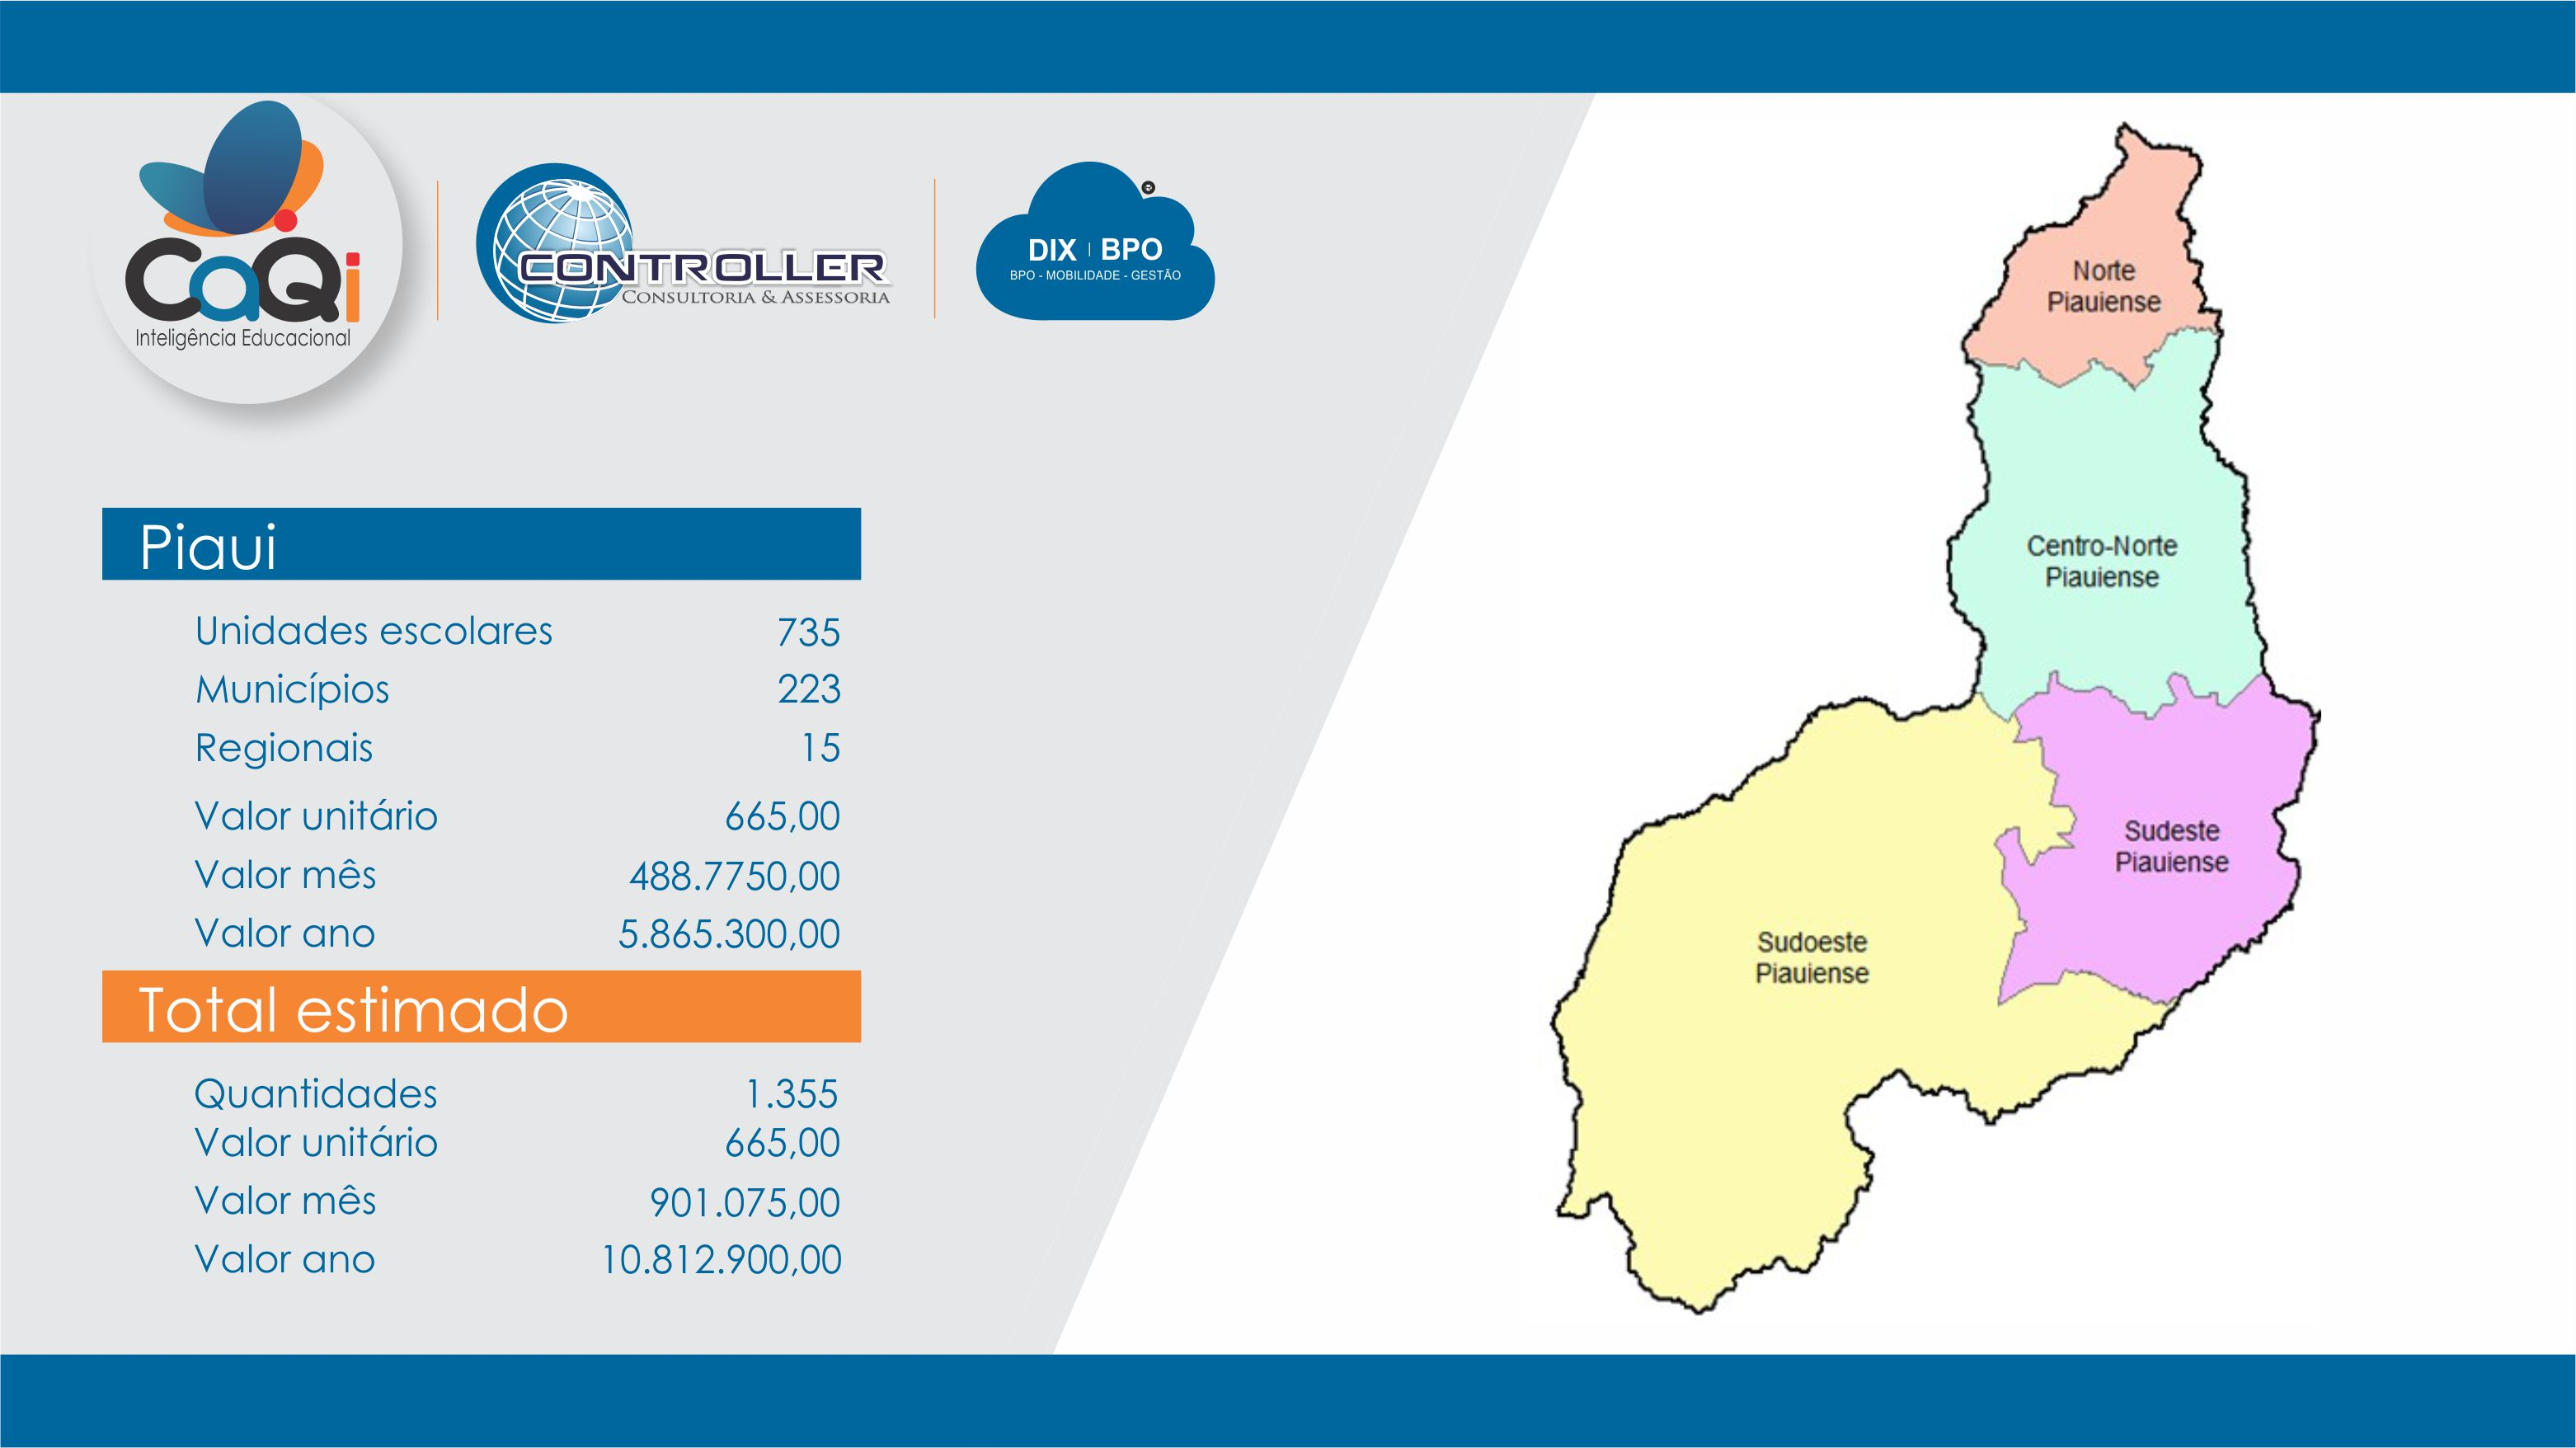 CaQi
Inteligência Educacional
CONTROLLER
CONSULTORIA & ASSESSORIA
DIX | BPO
BPO - MOBILIDADE - GESTÃO
Piaui
Unidades escolares 735
Municípios 223
Regionais 15
Valor unitário 665,00
Valor mês 488.7750,00
Valor ano 5.865.300,00
Total estimado
Quantidades 1.355
Valor unitário 665,00
Valor mês 901.075,00
Valor ano 10.812.900,00
Norte
Piauiense
Centro-Norte
Piauiense
Sudeste
Piauiense
Sudoeste
Piauiense